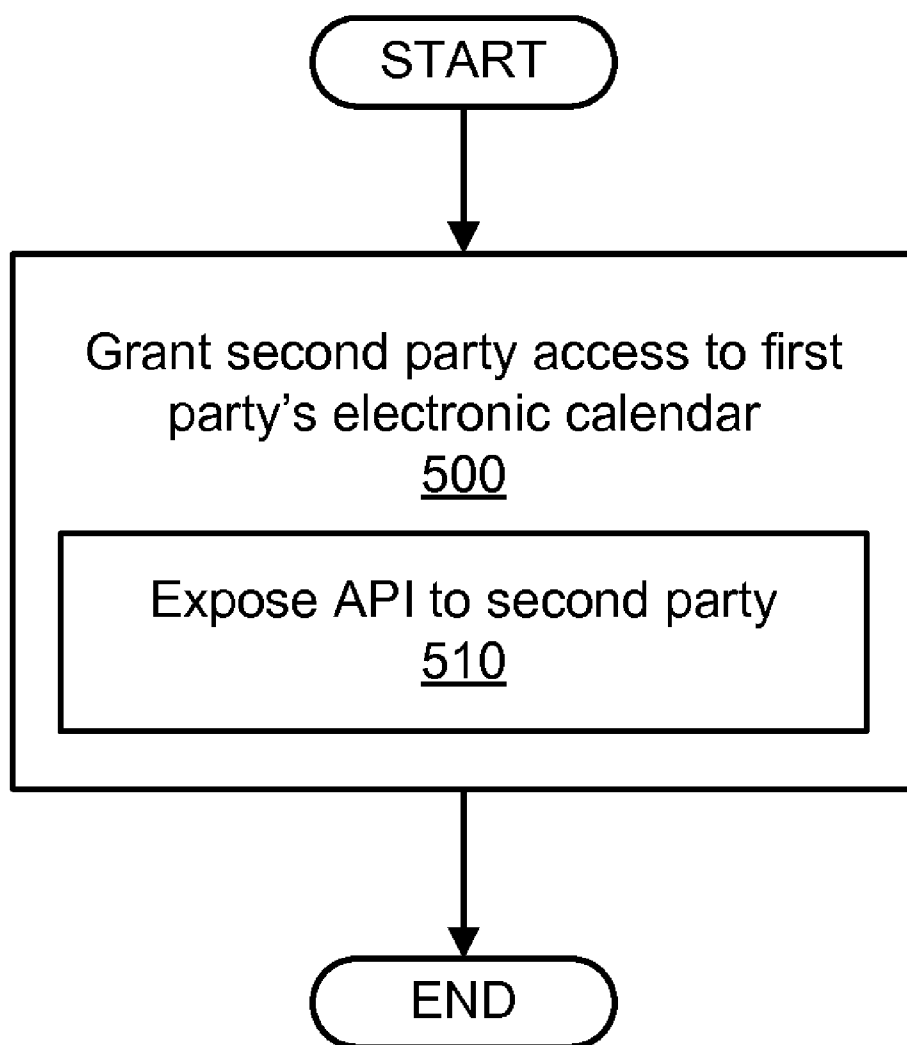 START
Grant second party access to first
party’s electronic calendar
500
Expose API to second party
510
END